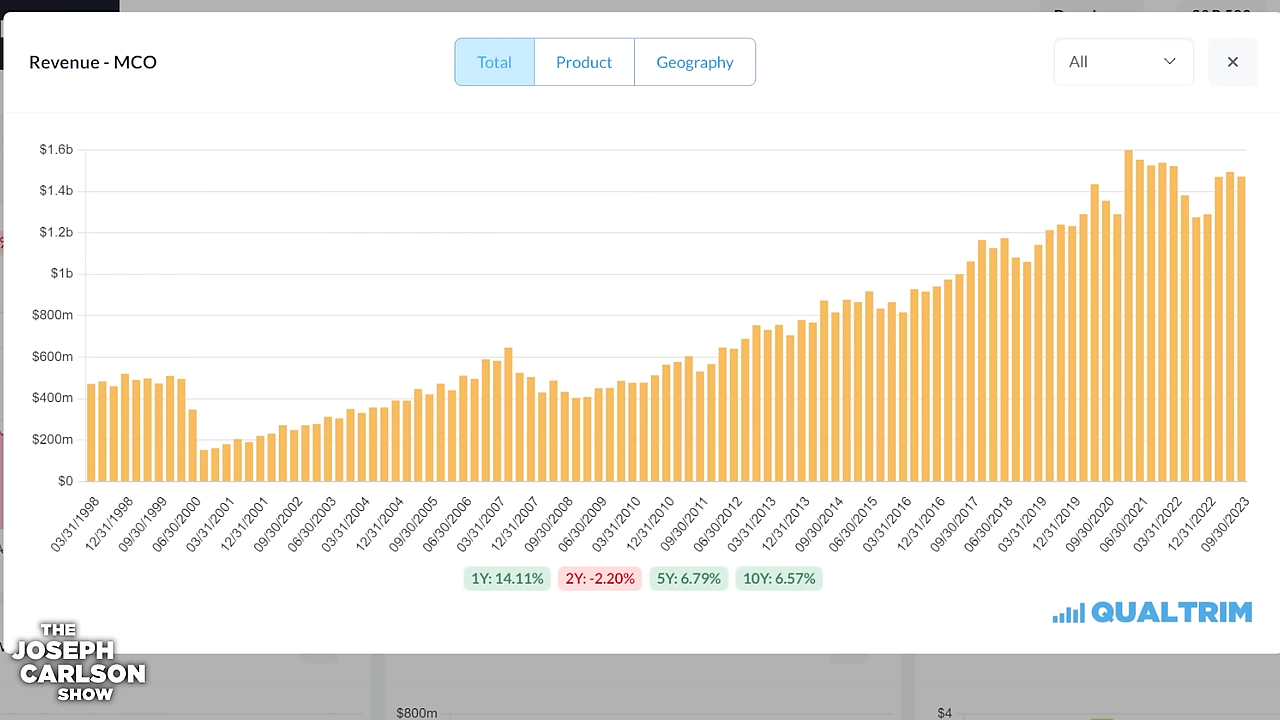 Revenue - MCO
Total
Product
Geography
All
$1.6b
$1.4b
$1.2b
$1b
$800m
$600m
$400m
$200m
$0
03/31/1998
12/31/1998
09/30/1999
06/30/2000
03/31/2001
12/31/2001
09/30/2002
06/30/2003
03/31/2004
12/31/2004
09/30/2005
06/30/2006
03/31/2007
12/31/2007
09/30/2008
06/30/2009
03/31/2010
12/31/2010
09/30/2011
06/30/2012
03/31/2013
12/31/2013
09/30/2014
06/30/2015
03/31/2016
12/31/2016
09/30/2017
06/30/2018
03/31/2019
12/31/2019
09/30/2020
06/30/2021
03/31/2022
12/31/2022
09/30/2023
1Y: 14.11%
2Y: -2.20%
5Y: 6.79%
10Y: 6.57%
QUALTRIM
THE
JOSEPH
CARLSON
SHOW
$800m
$4